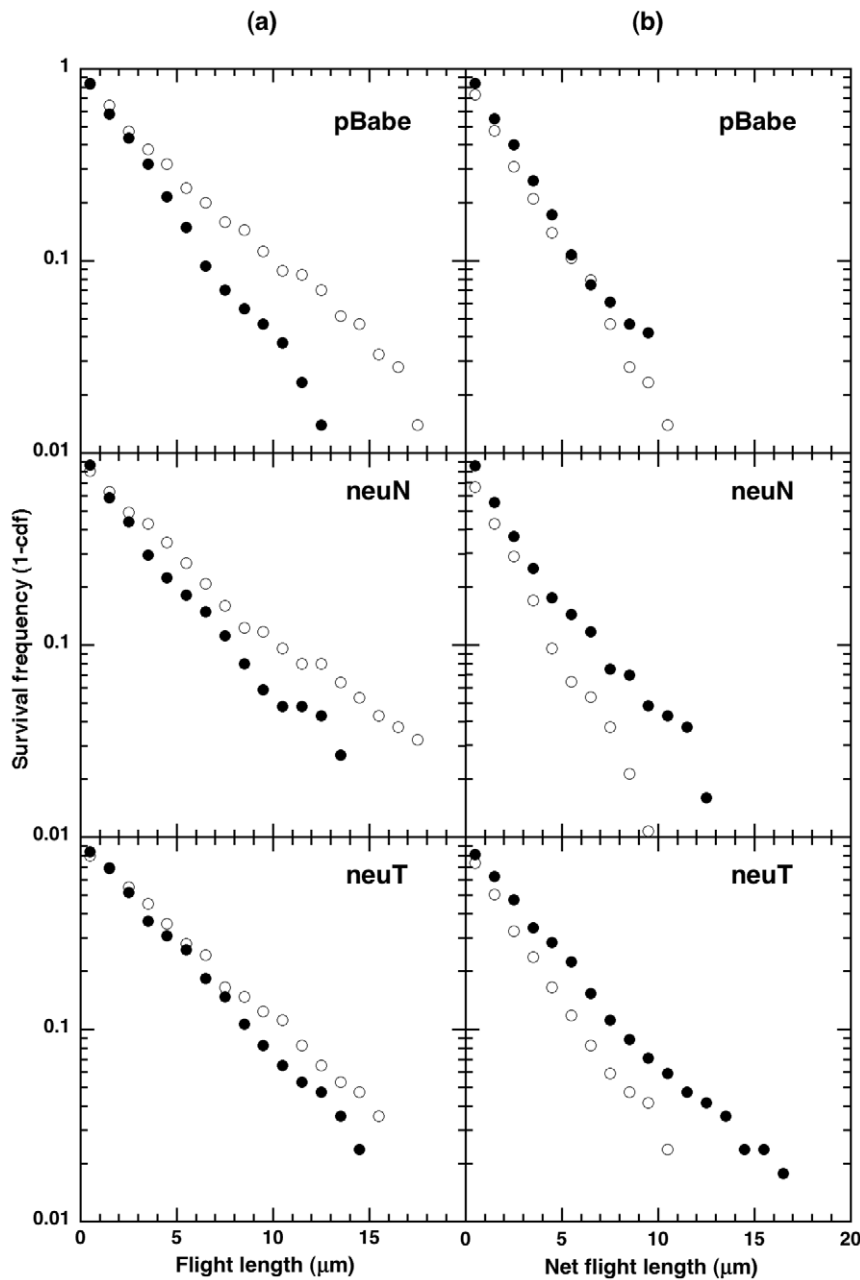 (a) (b)
1
pBabe pBabe
0.1
0.01
neuN neuN
Survival frequency (1-cdf)
0.1
0.01
neuT neuT
0.1
0.01
0 5 10 15 0 5 10 15 20
Flight length (μm) Net flight length (μm)